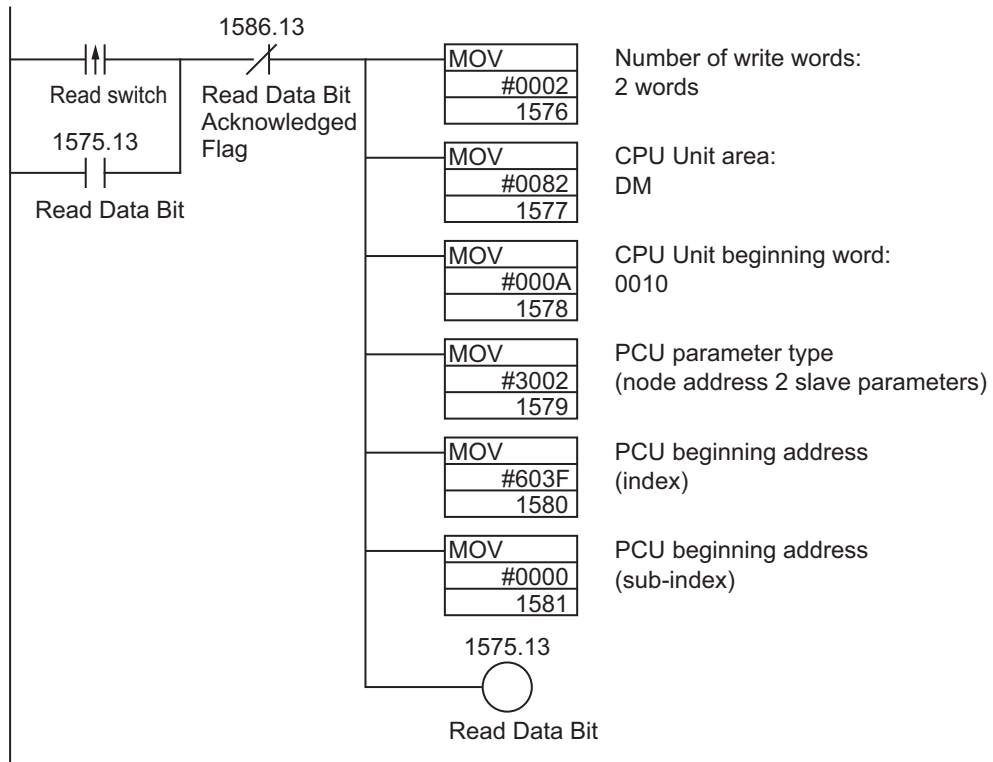 1586.13
Read switch
Read Data Bit
Acknowledged
Flag
1575.13
Read Data Bit
MOV
#0002
1576
Number of write words:
2 words
MOV
#0082
1577
CPU Unit area:
DM
MOV
#000A
1578
CPU Unit beginning word:
0010
MOV
#3002
1579
PCU parameter type
(node address 2 slave parameters)
MOV
#603F
1580
PCU beginning address
(index)
MOV
#0000
1581
PCU beginning address
(sub-index)
1575.13
Read Data Bit